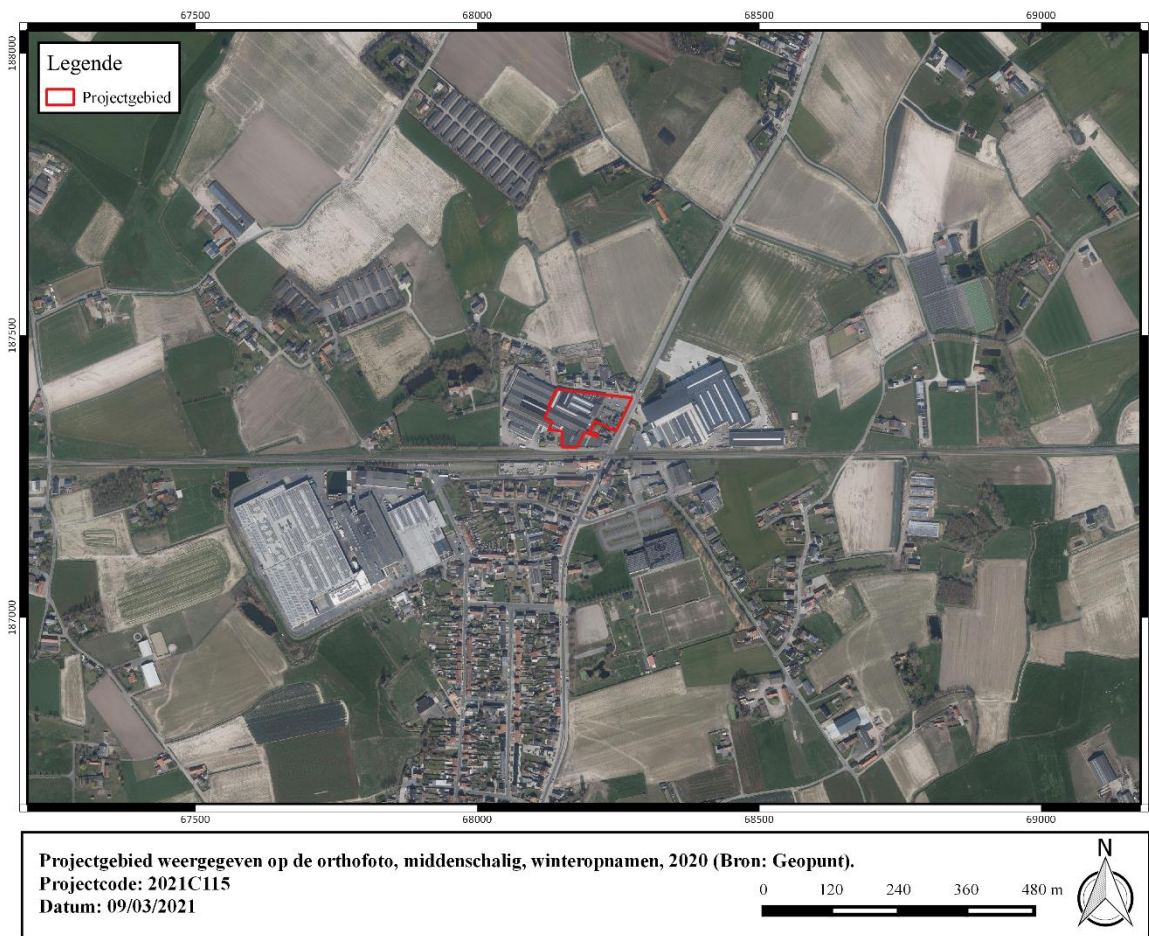 67500 68000 68500 69000
188000
187500
187000
Legende
Projectgebied
67500 68000 68500 69000
Projectgebied weergegeven op de orthofoto, middenschalig, winteropnamen, 2020 (Bron: Geopunt).
Projectcode: 2021C115
Datum: 09/03/2021
0 120 240 360 480 m
N